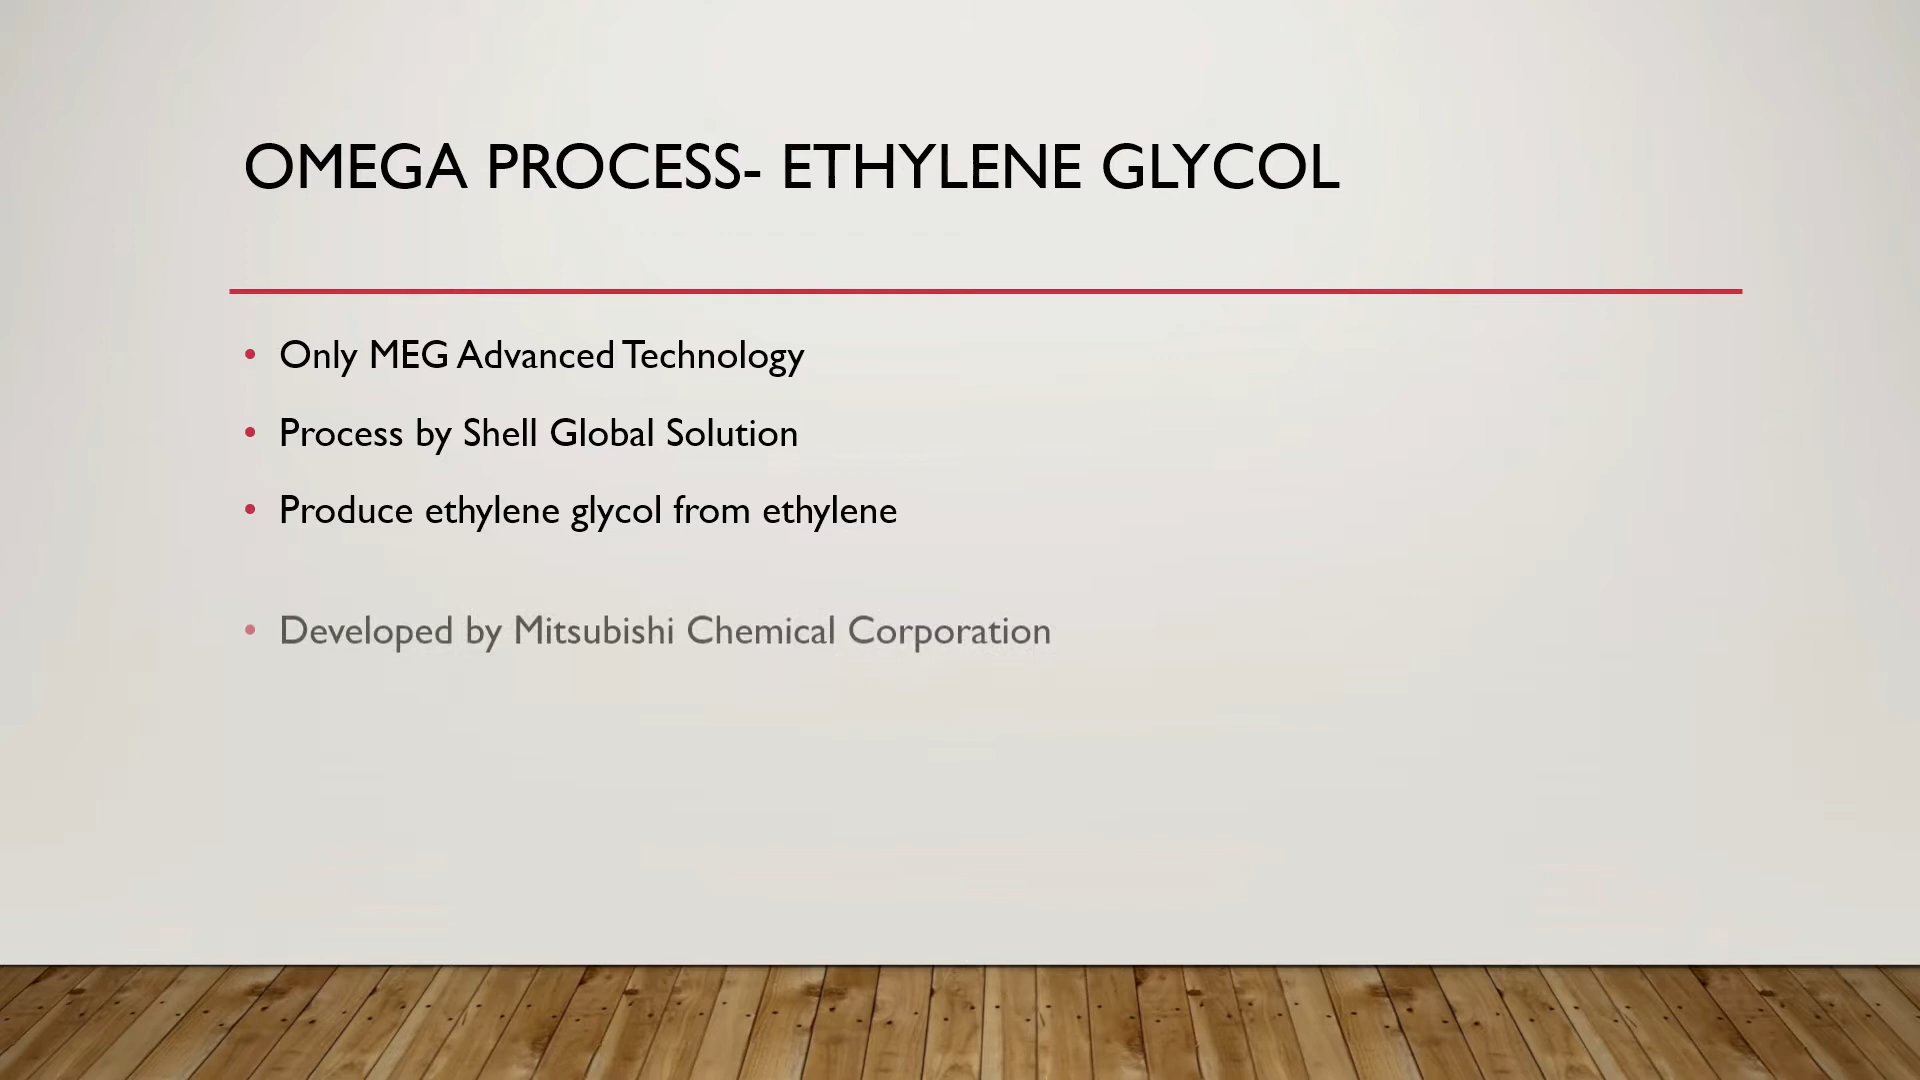 OMEGA PROCESS- ETHYLENE GLYCOL
• Only MEG Advanced Technology
• Process by Shell Global Solution
• Produce ethylene glycol from ethylene
• Developed by Mitsubishi Chemical Corporation